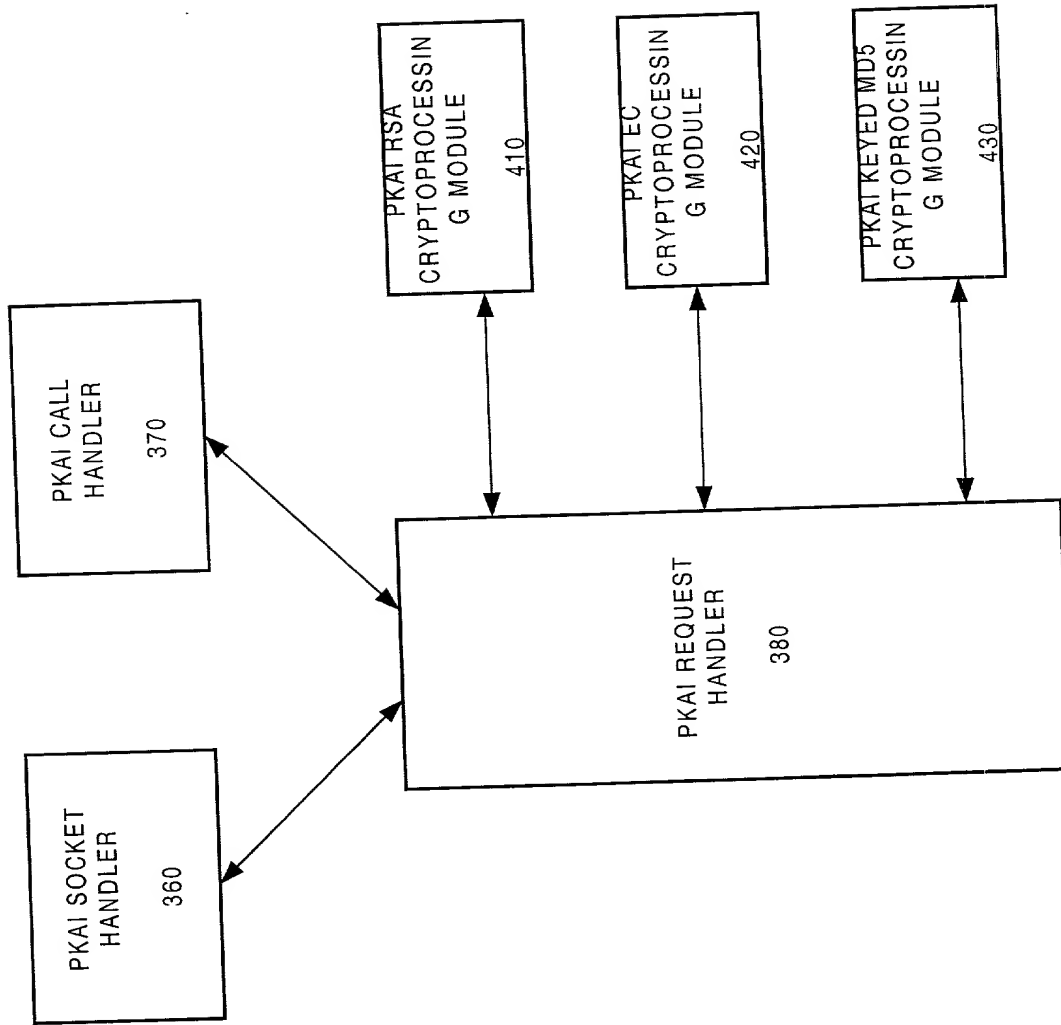 PKAI SOCKET
HANDLER
360
PKAI CALL
HANDLER
370
PKAI REQUEST
HANDLER
380
PKAI RSA
CRYPTOPROCESSIN
G MODULE
410
PKAI EC
CRYPTOPROCESSIN
G MODULE
420
PKAI KEYED MD5
CRYPTOPROCESSIN
G MODULE
430